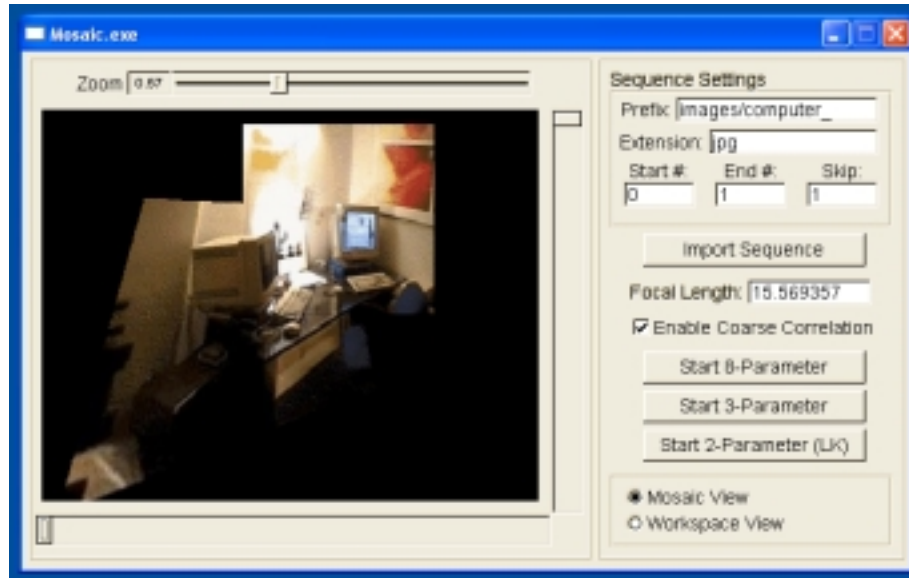 Mosaic.exe
Zoom 0.67
Sequence Settings
Prefix: images/computer_
Extension: jpg
Start #: End #: Skip:
0 1 1
Import Sequence
Focal Length: 15.569357
Enable Coarse Correlation
Start 8-Parameter
Start 3-Parameter
Start 2-Parameter (LK)
Mosaic View
Workspace View